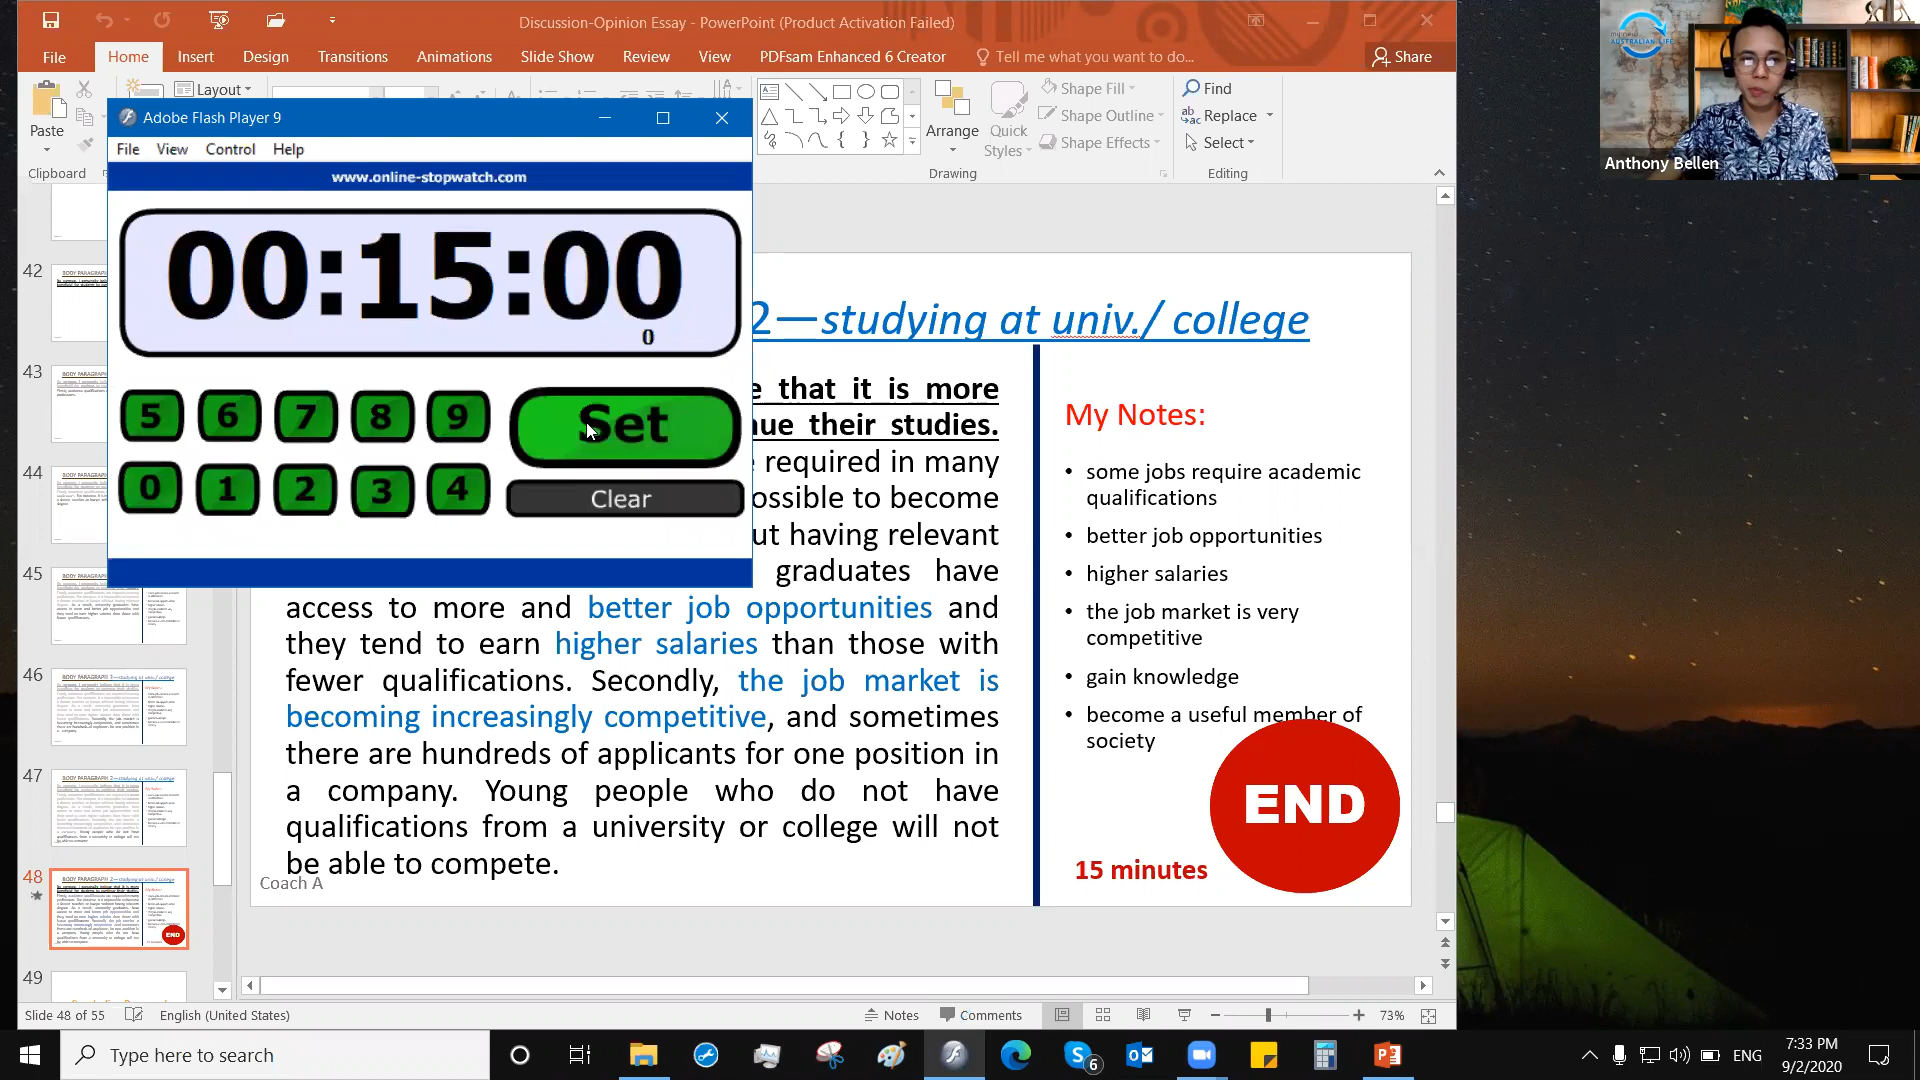 Discussion-Opinion Essay - PowerPoint (Product Activation Failed)
File Home Insert Design Transitions Animations Slide Show Review View PDFsam Enhanced 6 Creator Tell me what you want to do... Share
Paste
Clipboard
Layout
Arrange
Quick Styles
Shape Fill
Shape Outline
Shape Effects
Drawing
Find
Replace
Select
Editing
Adobe Flash Player 9
File View Control Help
www.online-stopwatch.com
00:15:00
0
5 6 7 8 9
Set
0 1 2 3 4
Clear
42
43
44
45
46
47
48
49
2—studying at univ./ college
e that it is more
nue their studies.
required in many
ossible to become
ut having relevant
graduates have
access to more and better job opportunities and
they tend to earn higher salaries than those with
fewer qualifications. Secondly, the job market is
becoming increasingly competitive, and sometimes
there are hundreds of applicants for one position in
a company. Young people who do not have
qualifications from a university or college will not
be able to compete.
Coach A
My Notes:
• some jobs require academic
qualifications
• better job opportunities
• higher salaries
• the job market is very
competitive
• gain knowledge
• become a useful member of
society
END
15 minutes
Slide 48 of 55 English (United States) Notes Comments 73%
Type here to search
6
ENG
7:33 PM
9/2/2020
my new
AUSTRALIAN LIFE
Anthony Bellen